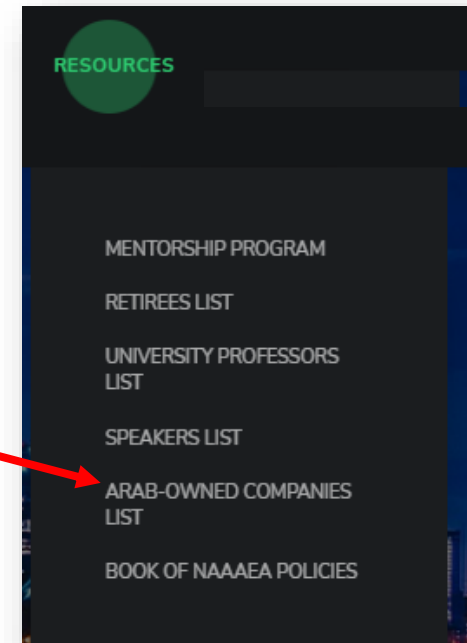 RESOURCES
MENTORSHIP PROGRAM
RETIREES LIST
UNIVERSITY PROFESSORS
LIST
SPEAKERS LIST
ARAB-OWNED COMPANIES
LIST
BOOK OF NAAAEA POLICIES